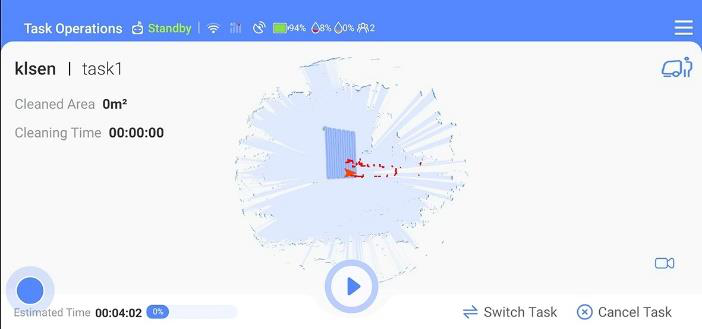 Task Operations Standby 94% 8% 0% 2
klsen | task1
Cleaned Area 0m²
Cleaning Time 00:00:00
Estimated Time 00:04:02 0%
Switch Task Cancel Task